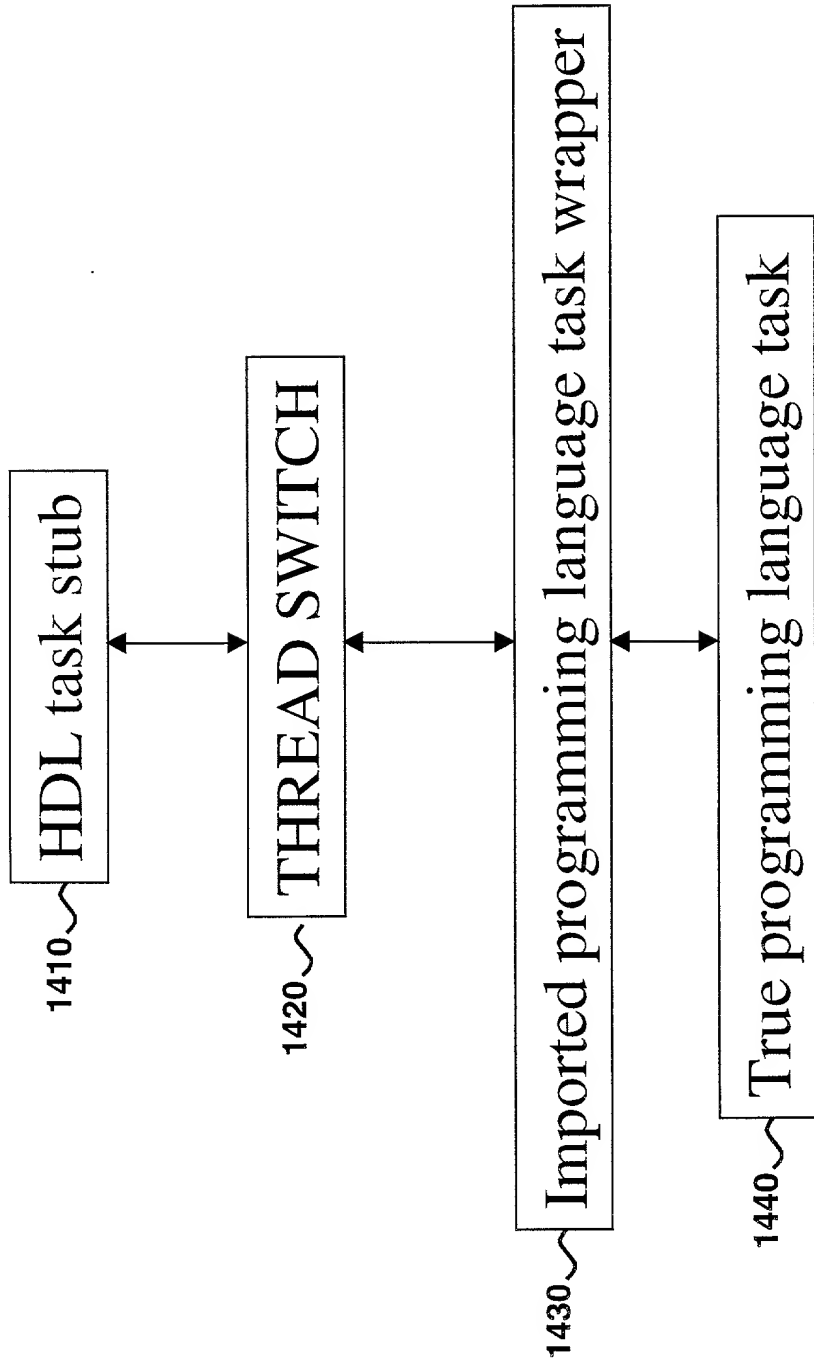 1410
HDL task stub
1420
THREAD SWITCH
1430
Imported programming language task wrapper
1440
True programming language task